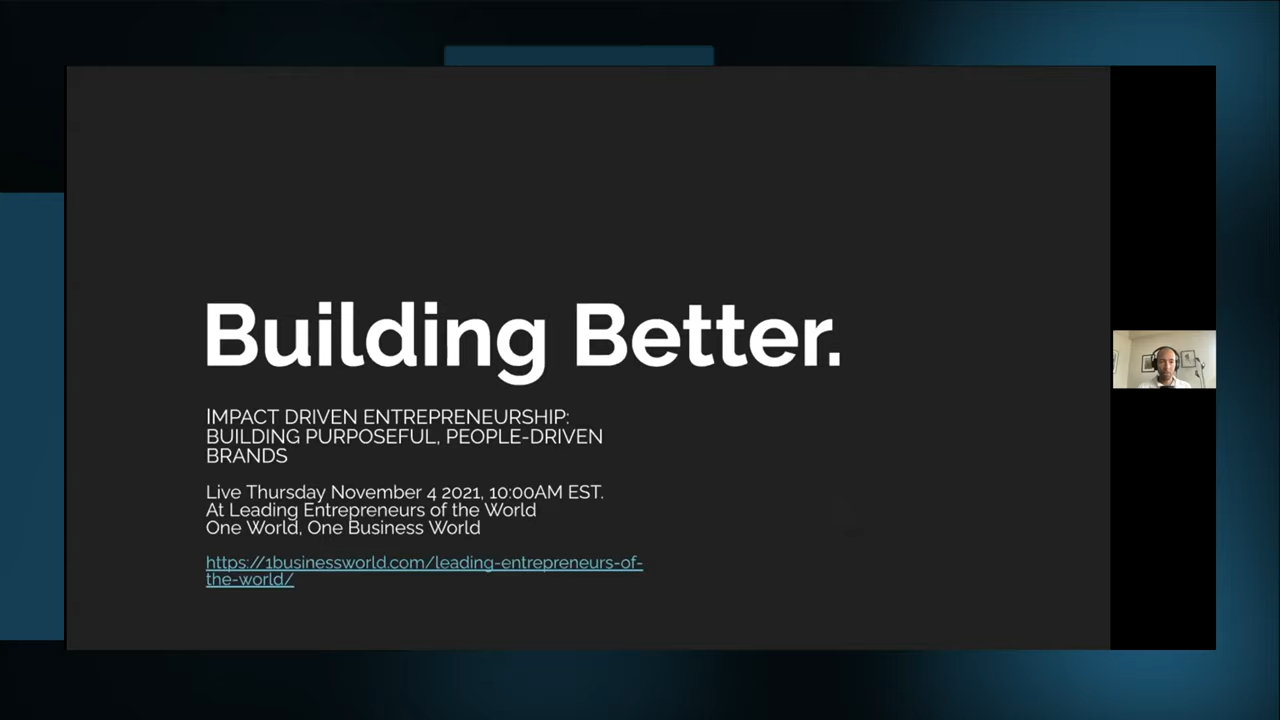 Building Better.
IMPACT DRIVEN ENTREPRENEURSHIP:
BUILDING PURPOSEFUL, PEOPLE-DRIVEN
BRANDS
Live Thursday November 4 2021, 10:00AM EST.
At Leading Entrepreneurs of the World
One World, One Business World
https://1businessworld.com/leading-entrepreneurs-of-
the-world/